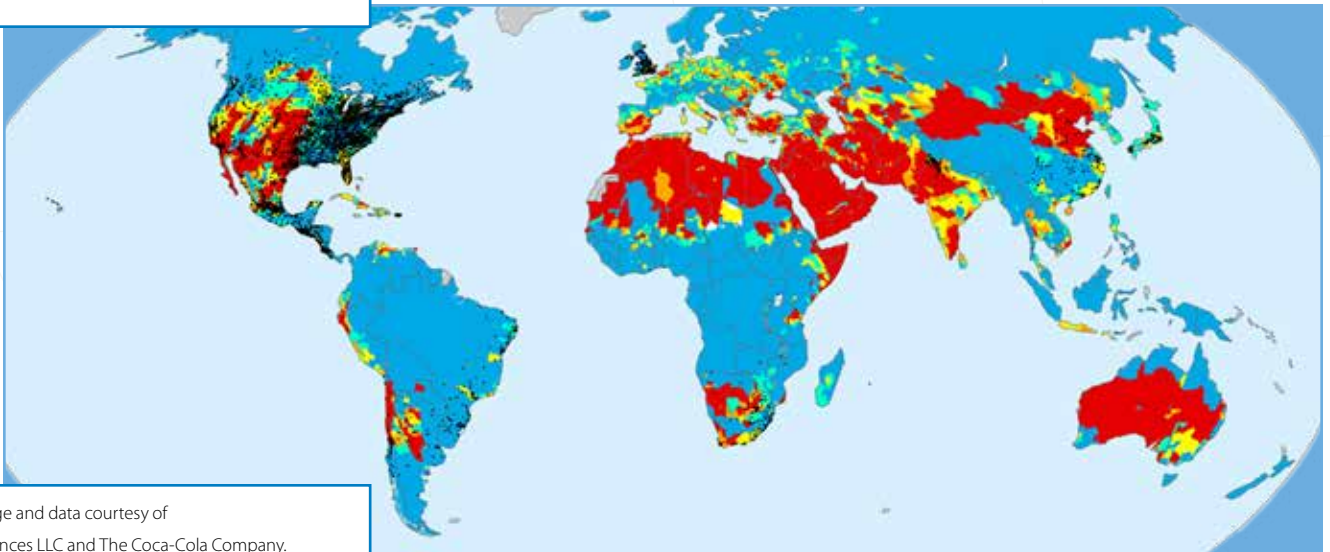 ge and data courtesy of
nces LLC and The Coca-Cola Company.